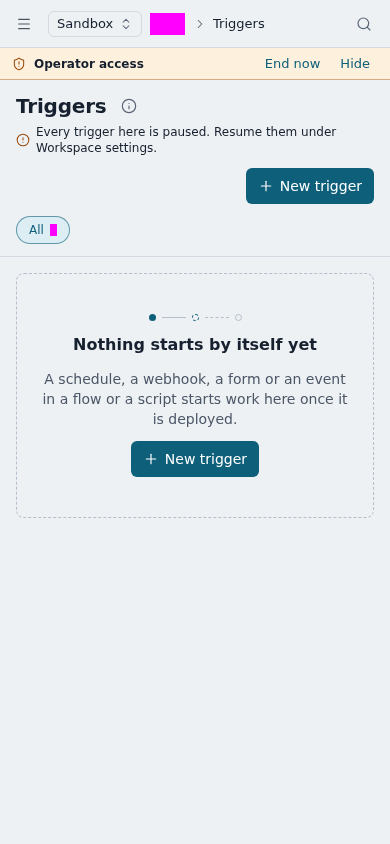 Sandbox
Triggers
Operator access
End now
Hide
Triggers
Every trigger here is paused. Resume them under
Workspace settings.
New trigger
All
Nothing starts by itself yet
A schedule, a webhook, a form or an event
in a flow or a script starts work here once it
is deployed.
New trigger